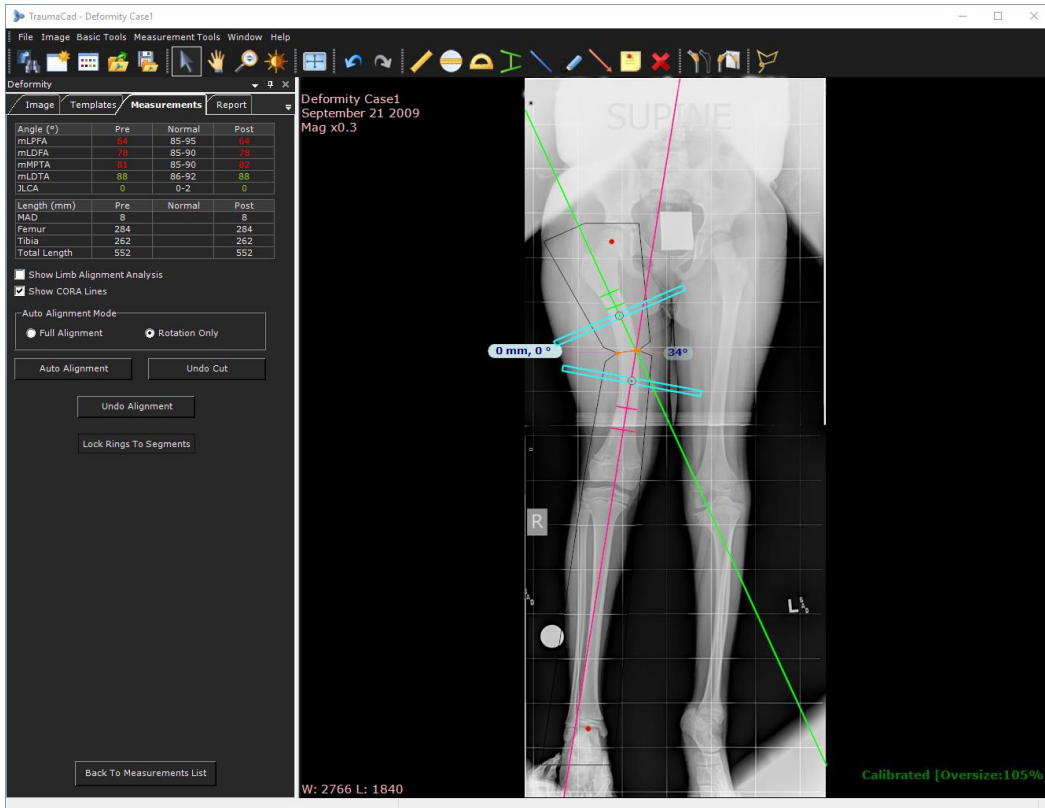 TraumaCad - Deformity Case1
File Image Basic Tools Measurement Tools Window Help
Deformity
Image Templates Measurements Report
Angle (°) Pre Normal Post
mLPFA 64 85-95 64
mLDFA 78 85-90 78
mMPTA 81 85-90 82
mLDTA 88 86-92 88
JLCA 0 0-2 0
Length (mm) Pre Normal Post
MAD 8 8
Femur 284 284
Tibia 262 262
Total Length 552 552
Show Limb Alignment Analysis
Show CORA Lines
Auto Alignment Mode
Full Alignment Rotation Only
Auto Alignment Undo Cut
Undo Alignment
Lock Rings To Segments
Back To Measurements List
Deformity Case1
September 21 2009
Mag x0.3
SUPINE
0 mm, 0 °
34°
R
L
W: 2766 L: 1840
Calibrated [Oversize:105%